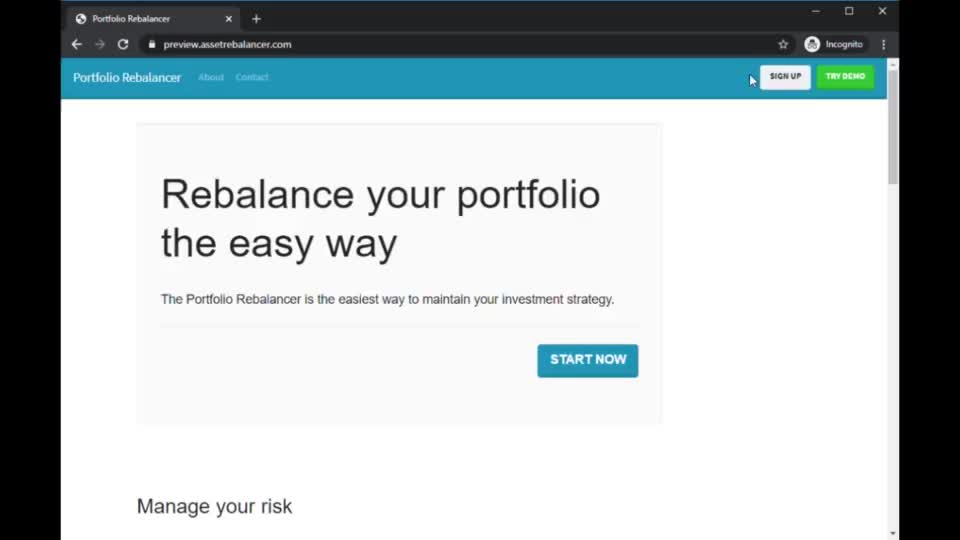 Portfolio Rebalancer
preview.assetrebalancer.com
Incognito
Portfolio Rebalancer About Contact SIGN UP TRY DEMO
Rebalance your portfolio
the easy way
The Portfolio Rebalancer is the easiest way to maintain your investment strategy.
START NOW
Manage your risk